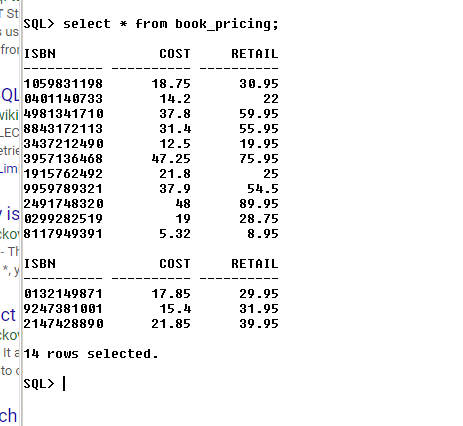 SQL> select * from book_pricing;
ISBN COST RETAIL
---------- ---------- ----------
1059831198 18.75 30.95
0401140733 14.2 22
4981341710 37.8 59.95
8843172113 31.4 55.95
3437212490 12.5 19.95
3957136468 47.25 75.95
1915762492 21.8 25
9959789321 37.9 54.5
2491748320 48 89.95
0299282519 19 28.75
8117949391 5.32 8.95
ISBN COST RETAIL
---------- ---------- ----------
0132149871 17.85 29.95
9247381001 15.4 31.95
2147428890 21.85 39.95
14 rows selected.
SQL>